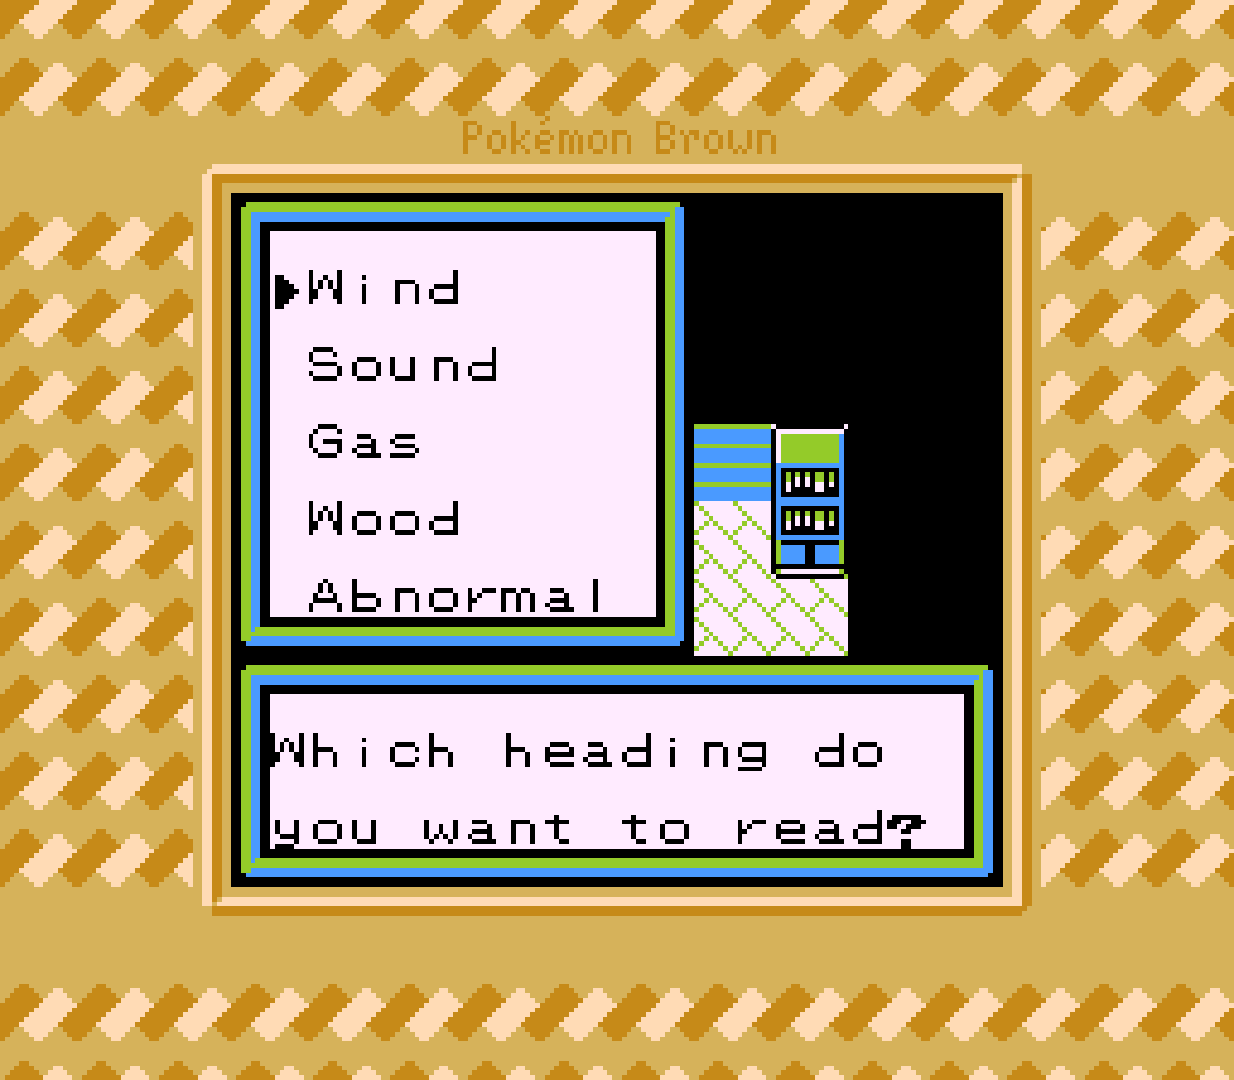 Pokémon Brown
Wind
Sound
Gas
Wood
Abnormal
Which heading do
you want to read?